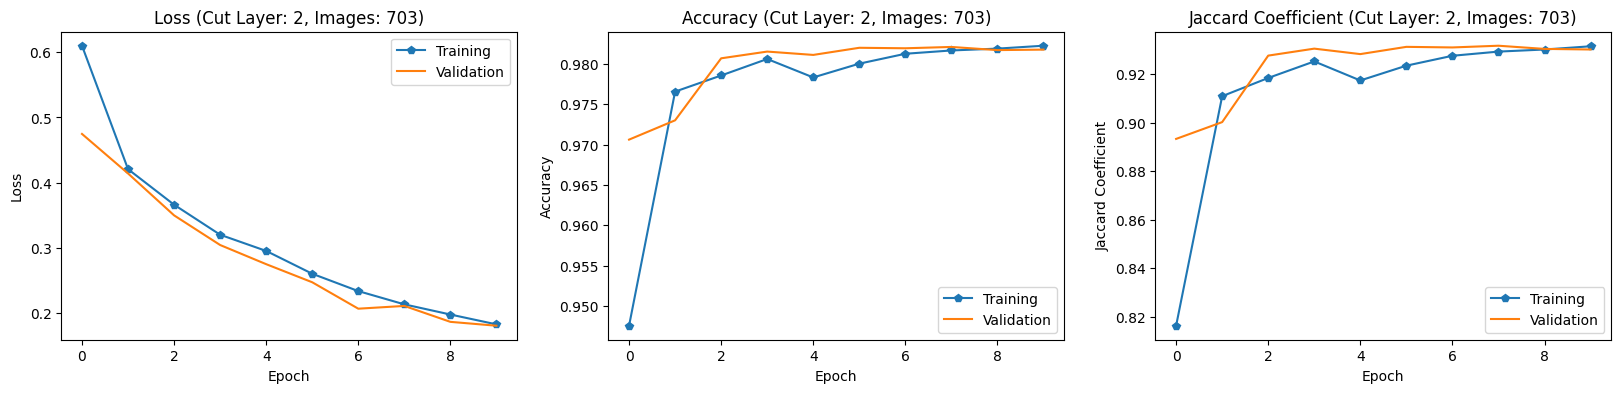 Loss (Cut Layer: 2, Images: 703)
0.6
0.5
0.4
0.3
0.2
Loss
0 2 4 6 8
Epoch
Training
Validation
Accuracy (Cut Layer: 2, Images: 703)
0.980
0.975
0.970
0.965
0.960
0.955
0.950
Accuracy
0 2 4 6 8
Epoch
Training
Validation
Jaccard Coefficient (Cut Layer: 2, Images: 703)
0.92
0.90
0.88
0.86
0.84
0.82
Jaccard Coefficient
0 2 4 6 8
Epoch
Training
Validation